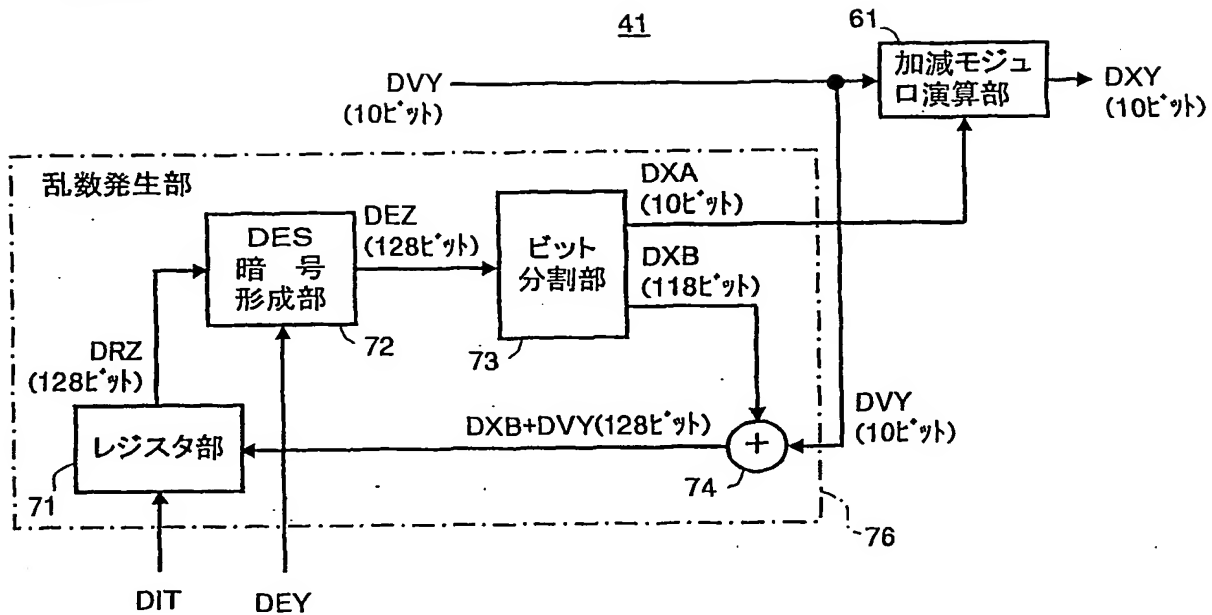 41
61
加減モジュ
ロ演算部
DVY
(10ビット)
DXY
(10ビット)
乱数発生部
DXA
(10ビット)
DEZ
(128ビット)
DES
暗 号
形成部
ビット
分割部
DXB
(118ビット)
72
73
DRZ
(128ビット)
DXB+DVY(128ビット)
DVY
(10ビット)
レジスタ部
+
71
74
76
DIT
DEY